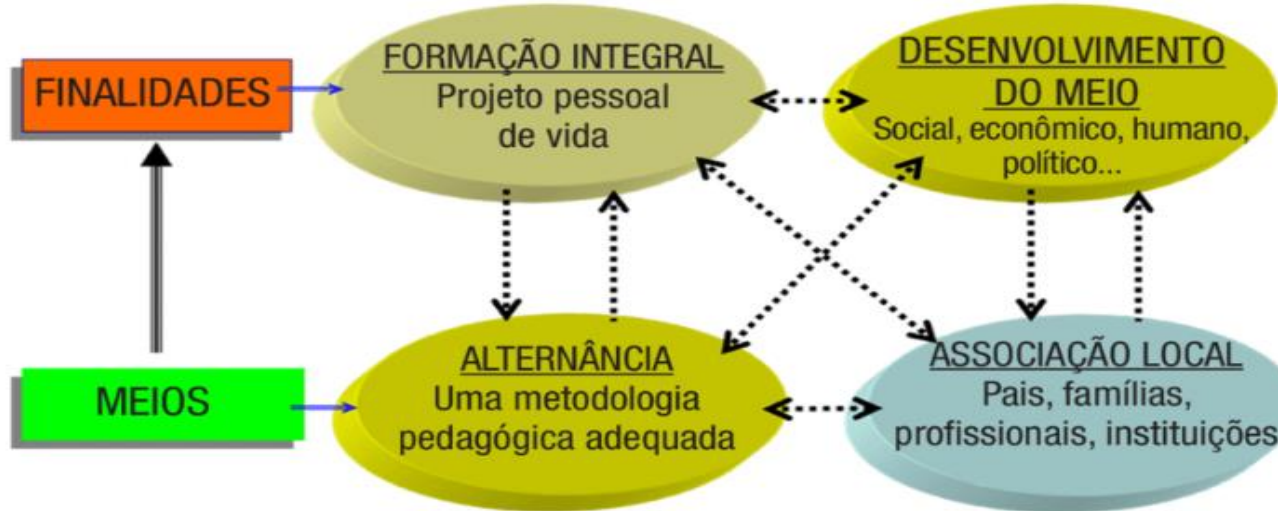 FINALIDADES
FORMAÇÃO INTEGRAL
Projeto pessoal
de vida
DESENVOLVIMENTO
DO MEIO
Social, econômico, humano,
político...
MEIOS
ALTERNÂNCIA
Uma metodologia
pedagógica adequada
ASSOCIAÇÃO LOCAL
Pais, famílias,
profissionais, instituições